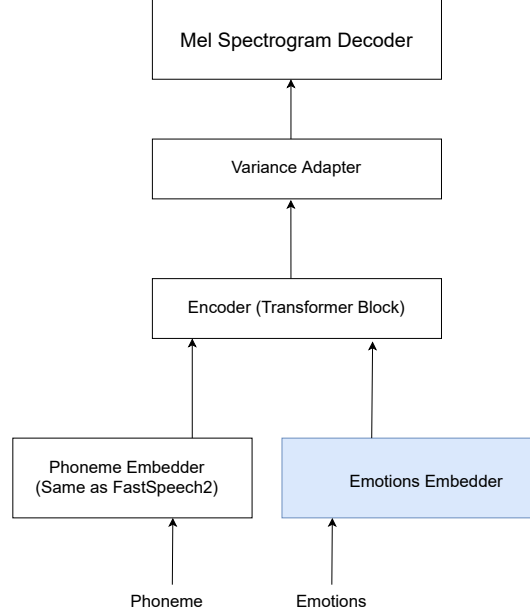 Mel Spectrogram Decoder
Variance Adapter
Encoder (Transformer Block)
Phoneme Embedder
(Same as FastSpeech2)
Emotions Embedder
Phoneme
Emotions